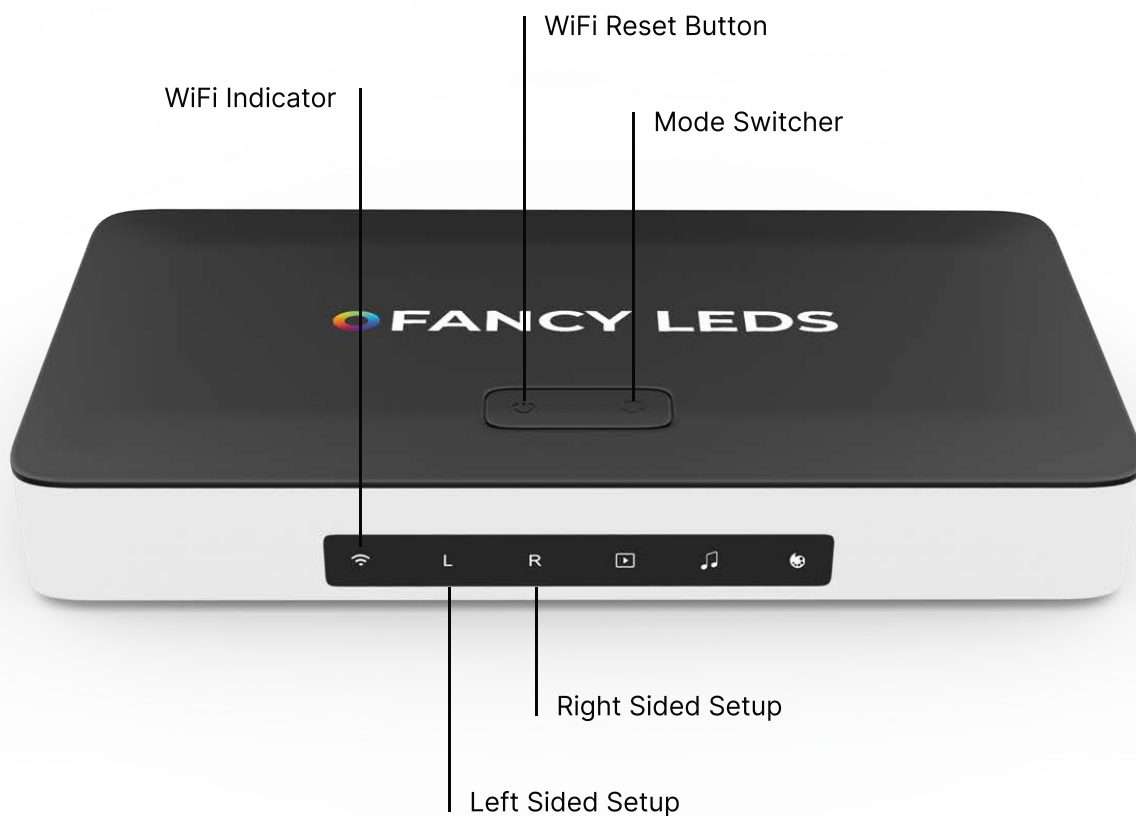 WiFi Reset Button
WiFi Indicator
Mode Switcher
FANCY LEDS
L
R
Right Sided Setup
Left Sided Setup